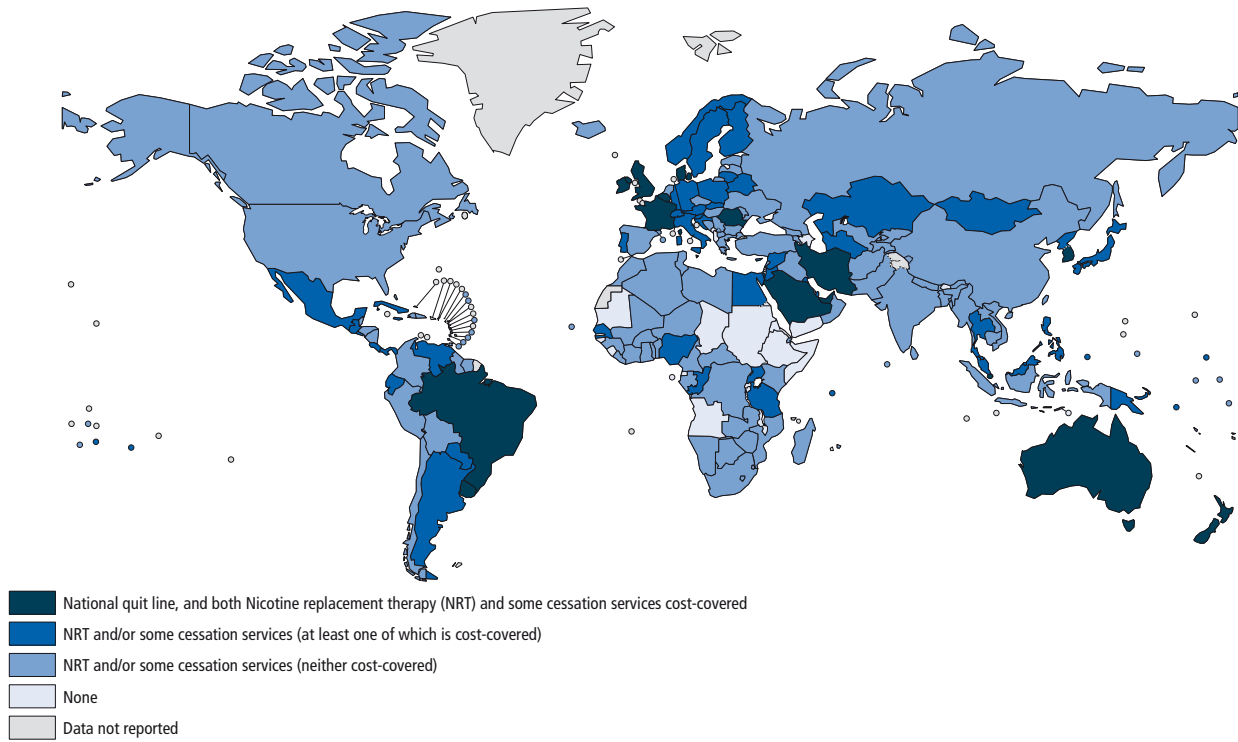 National quit line, and both Nicotine replacement therapy (NRT) and some cessation services cost-covered
NRT and/or some cessation services (at least one of which is cost-covered)
NRT and/or some cessation services (neither cost-covered)
None
Data not reported